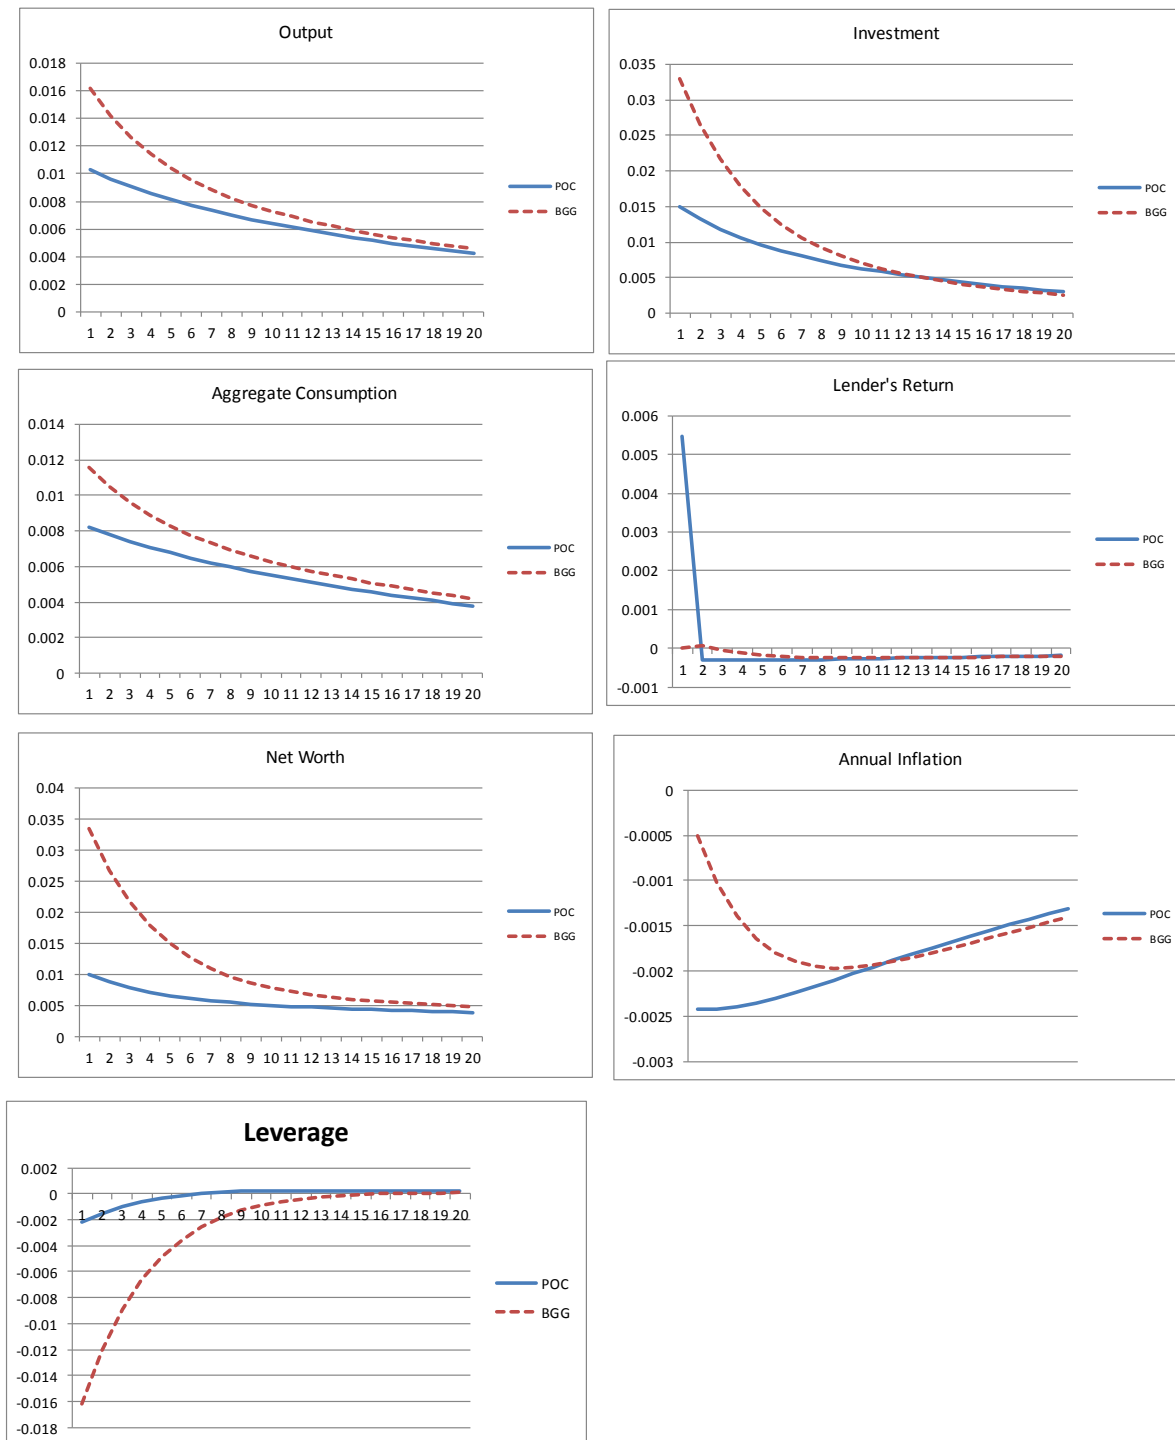 Output
0.018
0.016
0.014
0.012
0.01
0.008
0.006
0.004
0.002
0
1 2 3 4 5 6 7 8 9 10 11 12 13 14 15 16 17 18 19 20
POC
BGG
Investment
0.035
0.03
0.025
0.02
0.015
0.01
0.005
0
1 2 3 4 5 6 7 8 9 10 11 12 13 14 15 16 17 18 19 20
POC
BGG
Aggregate Consumption
0.014
0.012
0.01
0.008
0.006
0.004
0.002
0
1 2 3 4 5 6 7 8 9 10 11 12 13 14 15 16 17 18 19 20
POC
BGG
Lender's Return
0.006
0.005
0.004
0.003
0.002
0.001
0
-0.001
1 2 3 4 5 6 7 8 9 10 11 12 13 14 15 16 17 18 19 20
POC
BGG
Net Worth
0.04
0.035
0.03
0.025
0.02
0.015
0.01
0.005
0
1 2 3 4 5 6 7 8 9 10 11 12 13 14 15 16 17 18 19 20
POC
BGG
Annual Inflation
0
-0.0005
-0.001
-0.0015
-0.002
-0.0025
-0.003
POC
BGG
Leverage
0.002
0
-0.002
-0.004
-0.006
-0.008
-0.01
-0.012
-0.014
-0.016
-0.018
1 2 3 4 5 6 7 8 9 10 11 12 13 14 15 16 17 18 19 20
POC
BGG